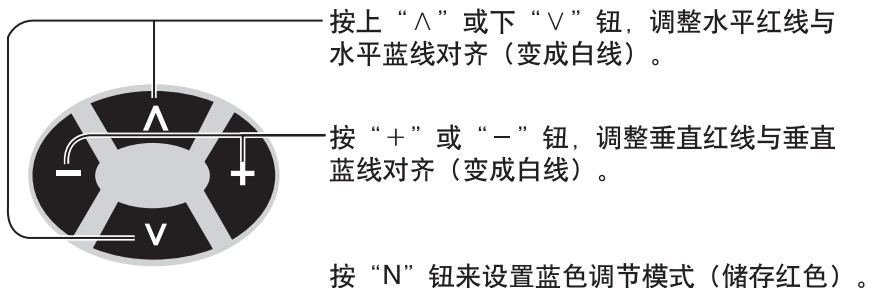 按上“∧”或下“∨”钮，调整水平红线与
水平蓝线对齐（变成白线）。
按“＋”或“－”钮，调整垂直红线与垂直
蓝线对齐（变成白线）。
∧
－
＋
∨
按“N”钮来设置蓝色调节模式（储存红色）。